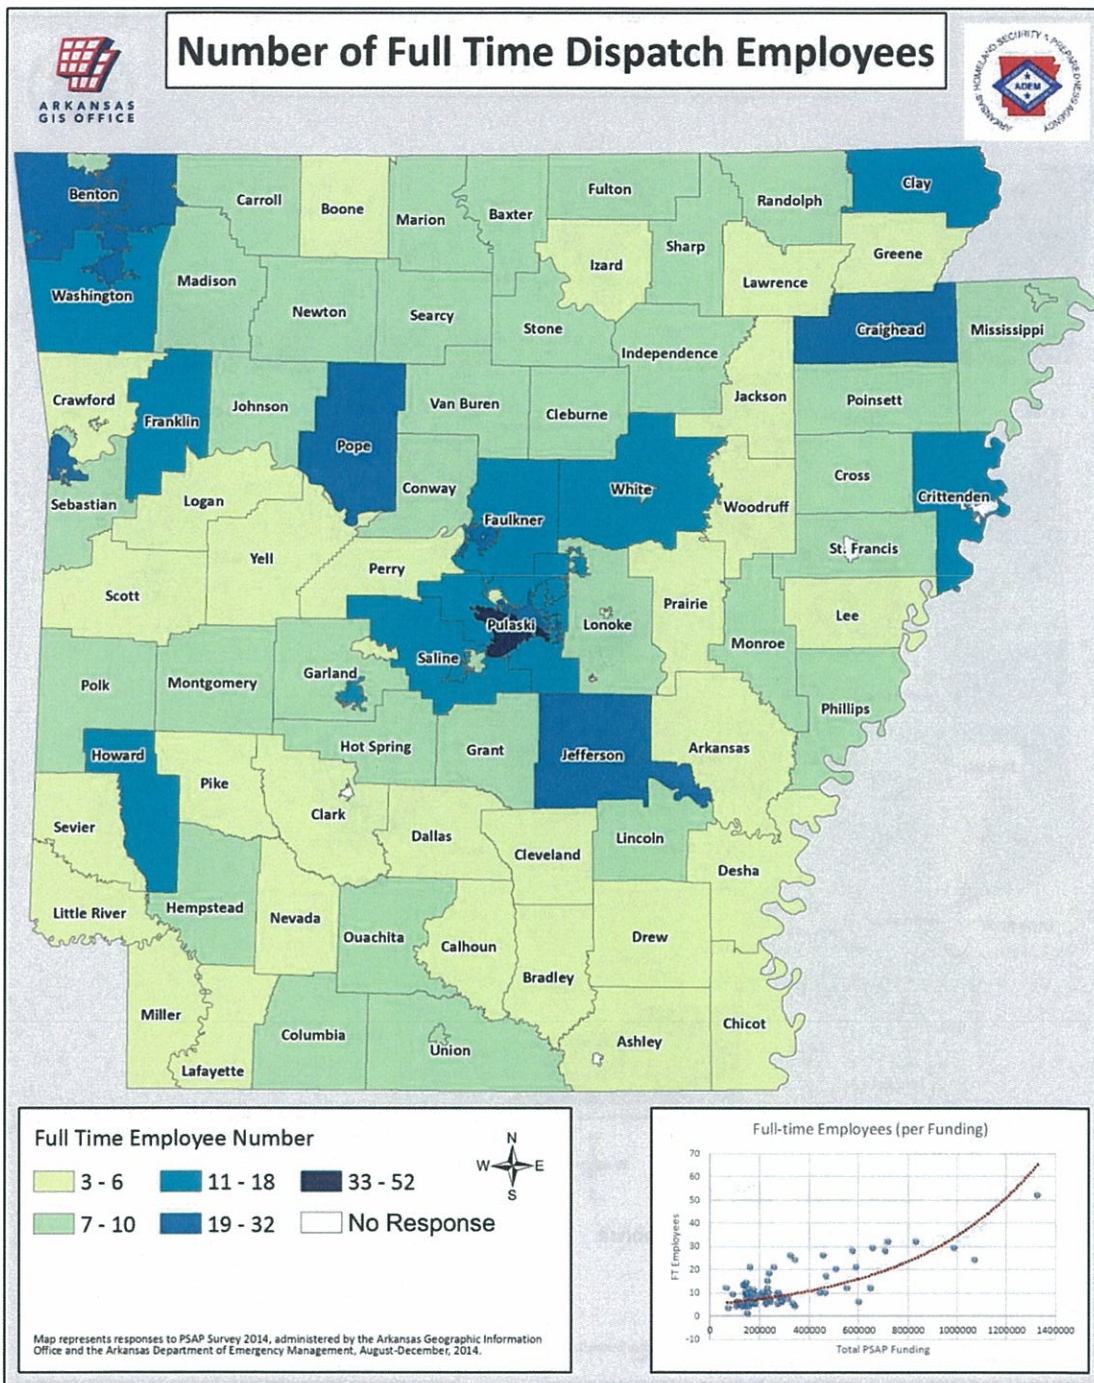 Number of Full Time Dispatch Employees
ARKANSAS
GIS OFFICE
ARKANSAS' HOMELAND SECURITY & PREPAREDNESS AGENCY
ADEM
Benton
Carroll
Boone
Marion
Baxter
Fulton
Randolph
Clay
Sharp
Izard
Greene
Lawrence
Washington
Madison
Newton
Searcy
Stone
Independence
Craighead
Mississippi
Crawford
Franklin
Johnson
Pope
Van Buren
Cleburne
Jackson
Poinsett
Sebastian
Logan
Conway
Faulkner
White
Woodruff
Cross
Crittenden
Scott
Yell
Perry
Pulaski
Lonoke
Prairie
St. Francis
Lee
Monroe
Saline
Garland
Polk
Montgomery
Phillips
Hot Spring
Grant
Jefferson
Arkansas
Howard
Pike
Clark
Dallas
Cleveland
Lincoln
Desha
Sevier
Little River
Hempstead
Nevada
Ouachita
Calhoun
Bradley
Drew
Miller
Lafayette
Columbia
Union
Ashley
Chicot
Full Time Employee Number
N
W E
S
3 - 6 11 - 18 33 - 52
7 - 10 19 - 32 No Response
Map represents responses to PSAP Survey 2014, administered by the Arkansas Geographic Information
Office and the Arkansas Department of Emergency Management, August-December, 2014.
Full-time Employees (per Funding)
FT Employees
70
60
50
40
30
20
10
0
-10
0 200000 400000 600000 800000 1000000 1200000 1400000
Total PSAP Funding